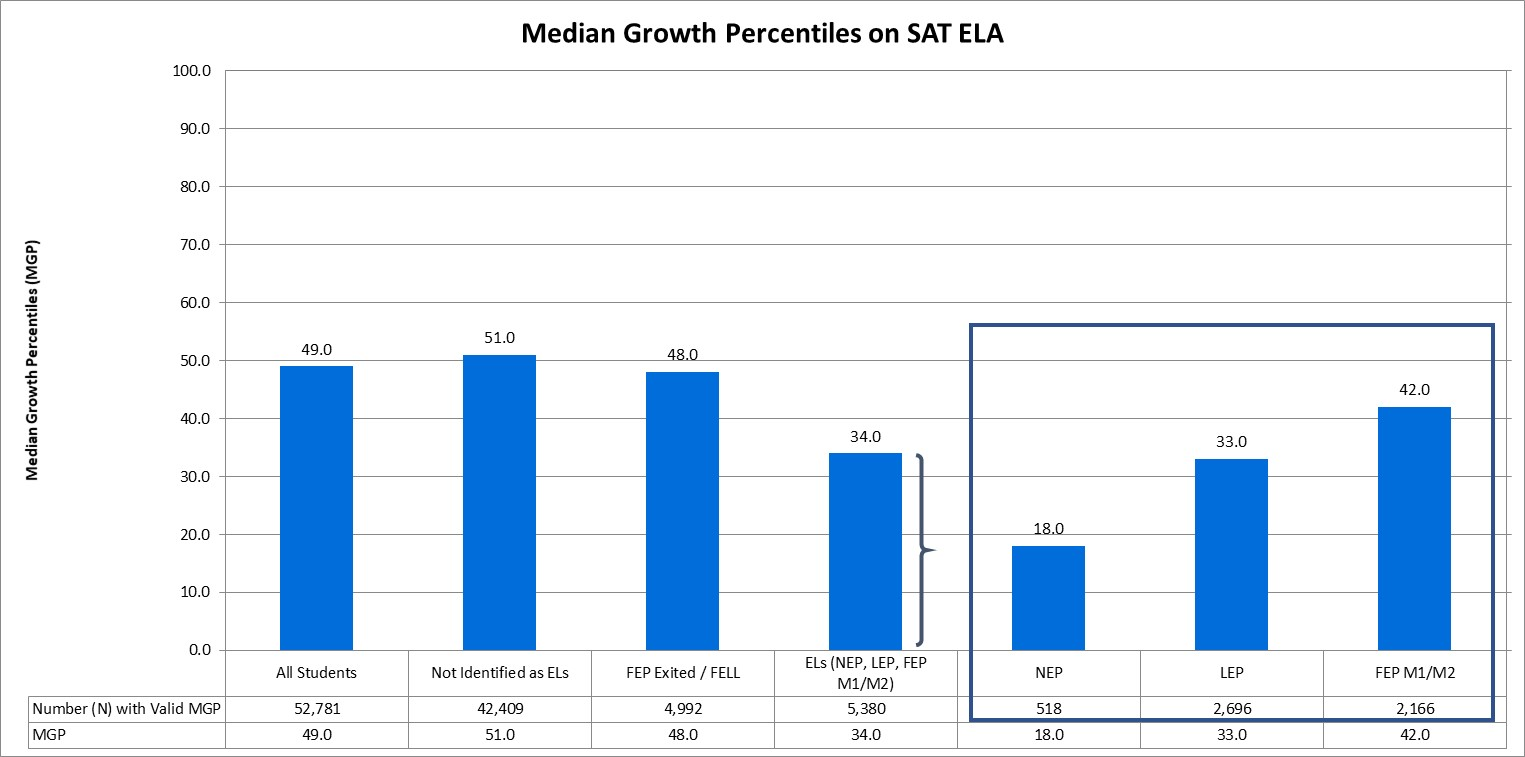 Median Growth Percentiles on SAT ELA
Median Growth Percentiles (MGP)
100.0
90.0
80.0
70.0
60.0
50.0
40.0
30.0
20.0
10.0
0.0
49.0
51.0
48.0
34.0
18.0
33.0
42.0
All Students
Not Identified as ELs
FEP Exited / FELL
ELs (NEP, LEP, FEP
M1/M2)
NEP
LEP
FEP M1/M2
Number (N) with Valid MGP 52,781 42,409 4,992 5,380 518 2,696 2,166
MGP 49.0 51.0 48.0 34.0 18.0 33.0 42.0